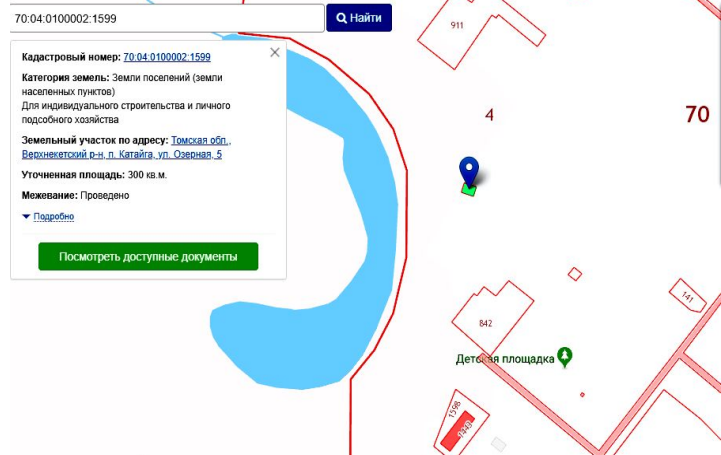 70:04:0100002:1599
Найти
Кадастровый номер: 70:04:0100002:1599
Категория земель: Земли поселений (земли
населенных пунктов)
Для индивидуального строительства и личного
подсобного хозяйства
Земельный участок по адресу: Томская обл.,
Верхнекетский р-н, п. Катайга, ул. Озерная, 5
Уточненная площадь: 300 кв.м.
Межевание: Проведено
Подробно
Посмотреть доступные документы
911
4
70
141
842
Детская площадка
1598
1443